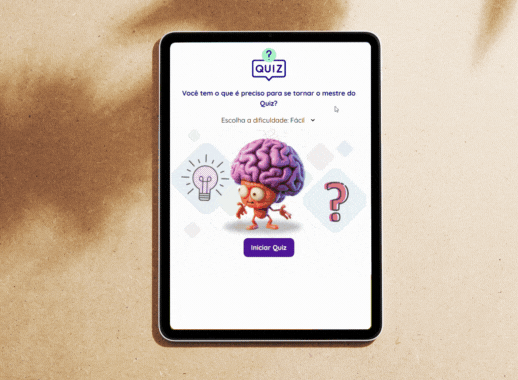 ?
QUIZ
Você tem o que é preciso para se tornar o mestre do
Quiz?
Escolha a dificuldade: Fácil
?
Iniciar Quiz